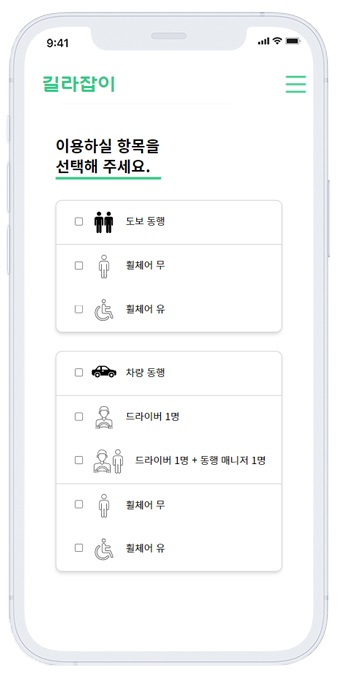 9:41
길라잡이
이용하실 항목을
선택해 주세요.
도보 동행
휠체어 무
휠체어 유
차량 동행
드라이버 1명
드라이버 1명 + 동행 매니저 1명
휠체어 무
휠체어 유